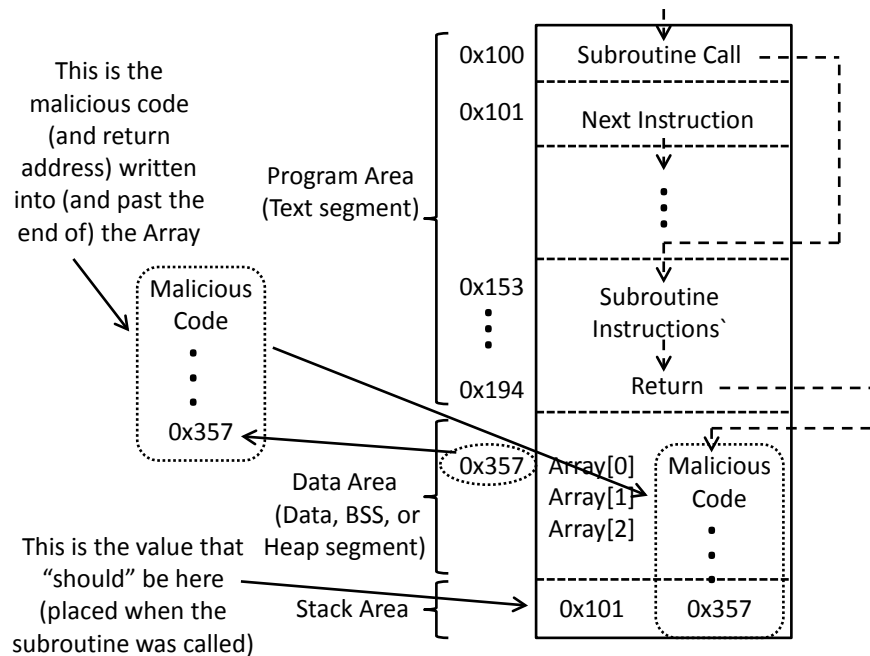 This is the
malicious code
(and return
address) written
into (and past the
end of) the Array
Malicious
Code
0x357
This is the value that
“should” be here
(placed when the
subroutine was called)
Program Area
(Text segment)
Data Area
(Data, BSS, or
Heap segment)
Stack Area
0x100
Subroutine Call
0x101
Next Instruction
0x153
Subroutine
Instructions`
0x194
Return
0x357
Array[0]
Array[1]
Array[2]
Malicious
Code
0x101
0x357